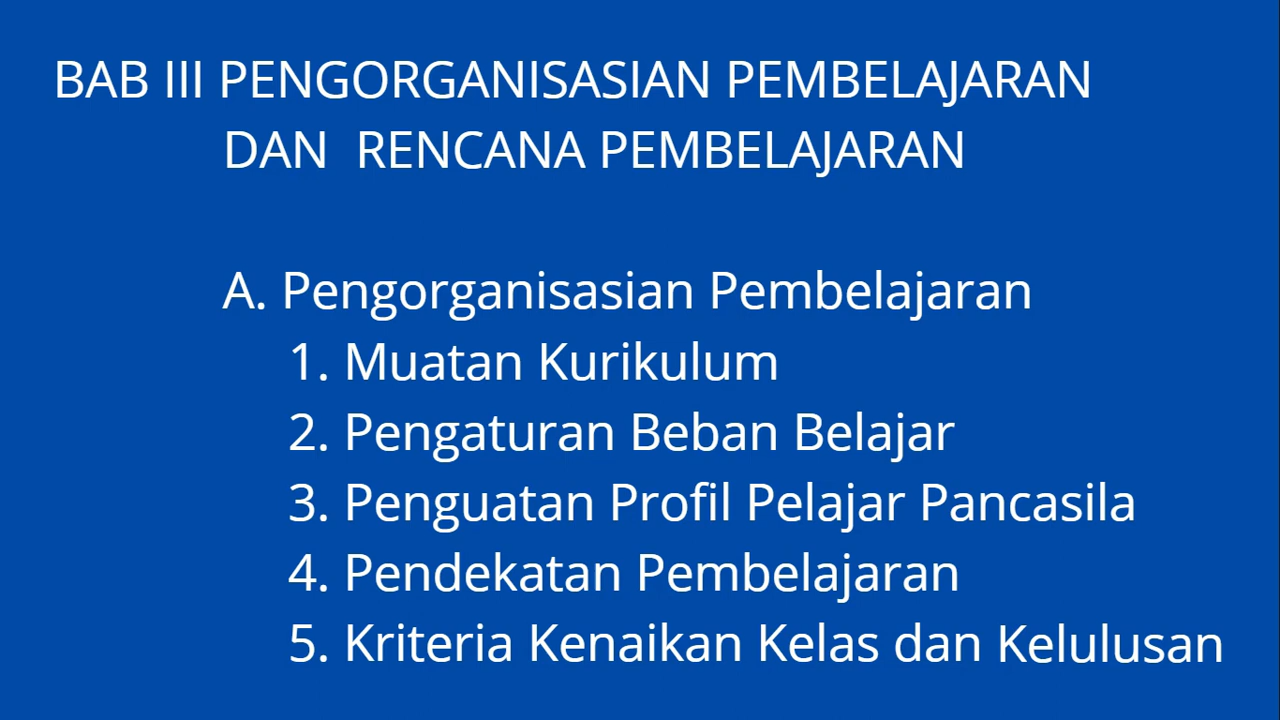 BAB III PENGORGANISASIAN PEMBELAJARAN
DAN RENCANA PEMBELAJARAN
A. Pengorganisasian Pembelajaran
1. Muatan Kurikulum
2. Pengaturan Beban Belajar
3. Penguatan Profil Pelajar Pancasila
4. Pendekatan Pembelajaran
5. Kriteria Kenaikan Kelas dan Kelulusan